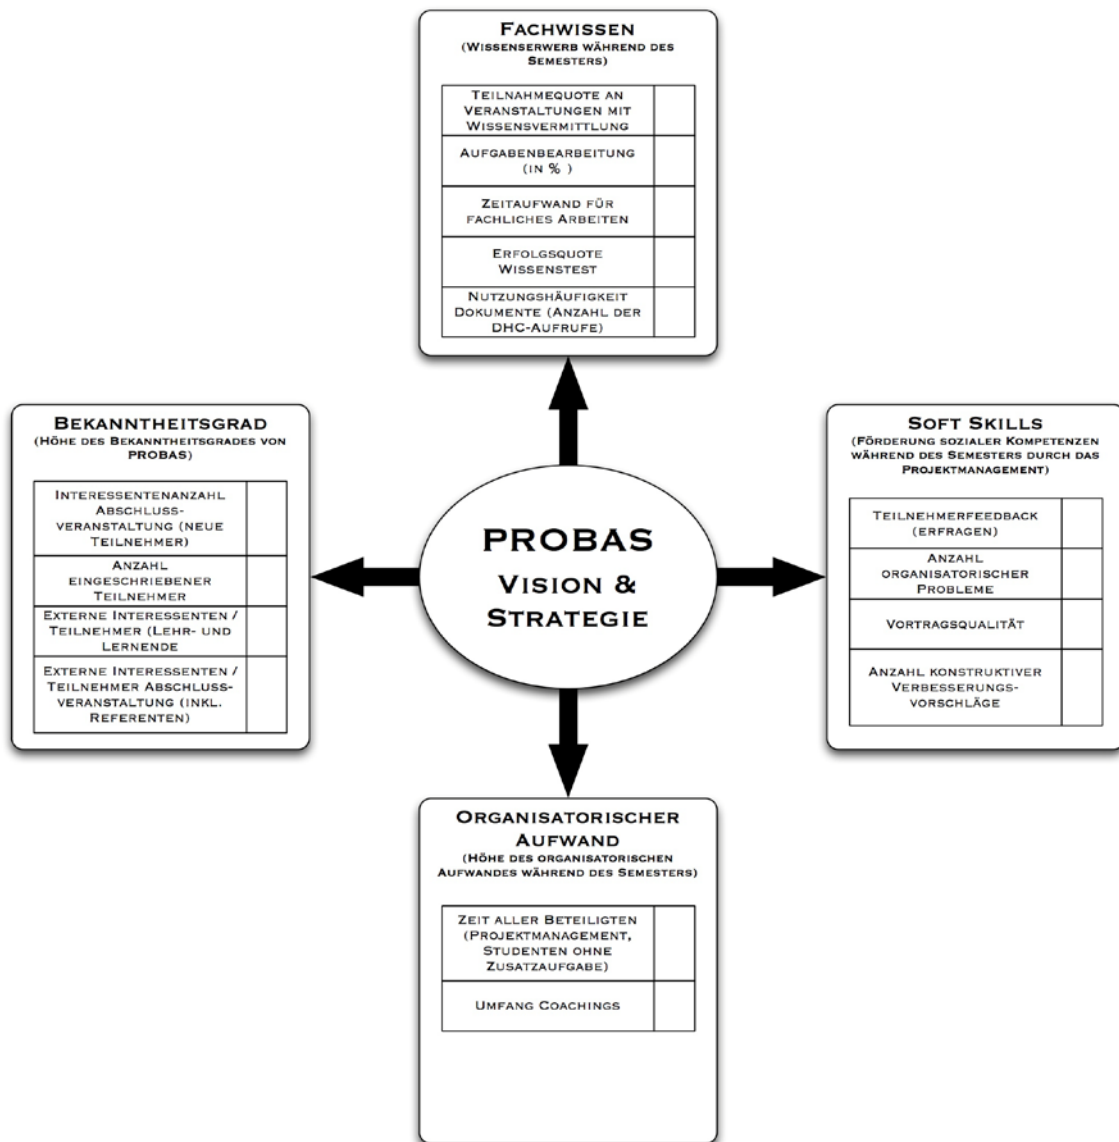 FACHWISSEN
(WISSENSERWERB WÄHREND DES
SEMESTERS)
TEILNAHMEQUOTE AN
VERANSTALTUNGEN MIT
WISSENSVERMITTLUNG
AUFGABENBEARBEITUNG
(IN % )
ZEITAUFWAND FÜR
FACHLICHES ARBEITEN
ERFOLGSQUOTE
WISSENSTEST
NUTZUNGSHÄUFIGKEIT
DOKUMENTE (ANZAHL DER
DHC-AUFRUFE)
BEKANNTHEITSGRAD
(HÖHE DES BEKANNTHEITSGRADES VON
PROBAS)
INTERESSENTENANZAHL
ABSCHLUSS-
VERANSTALTUNG (NEUE
TEILNEHMER)
ANZAHL
EINGESCHRIEBENER
TEILNEHMER
EXTERNE INTERESSENTEN /
TEILNEHMER (LEHR- UND
LERNENDE
EXTERNE INTERESSENTEN /
TEILNEHMER ABSCHLUSS-
VERANSTALTUNG (INKL.
REFERENTEN)
PROBAS
VISION &
STRATEGIE
SOFT SKILLS
(FÖRDERUNG SOZIALER KOMPETENZEN
WÄHREND DES SEMESTERS DURCH DAS
PROJEKTMANAGEMENT)
TEILNEHMERFEEDBACK
(ERFRAGEN)
ANZAHL
ORGANISATORISCHER
PROBLEME
VORTRAGSQUALITÄT
ANZAHL KONSTRUKTIVER
VERBESSERUNGS-
VORSCHLÄGE
ORGANISATORISCHER
AUFWAND
(HÖHE DES ORGANISATORISCHEN
AUFWANDES WÄHREND DES SEMESTERS)
ZEIT ALLER BETEILIGTEN
(PROJEKTMANAGEMENT,
STUDENTEN OHNE
ZUSATZAUFGABE)
UMFANG COACHINGS